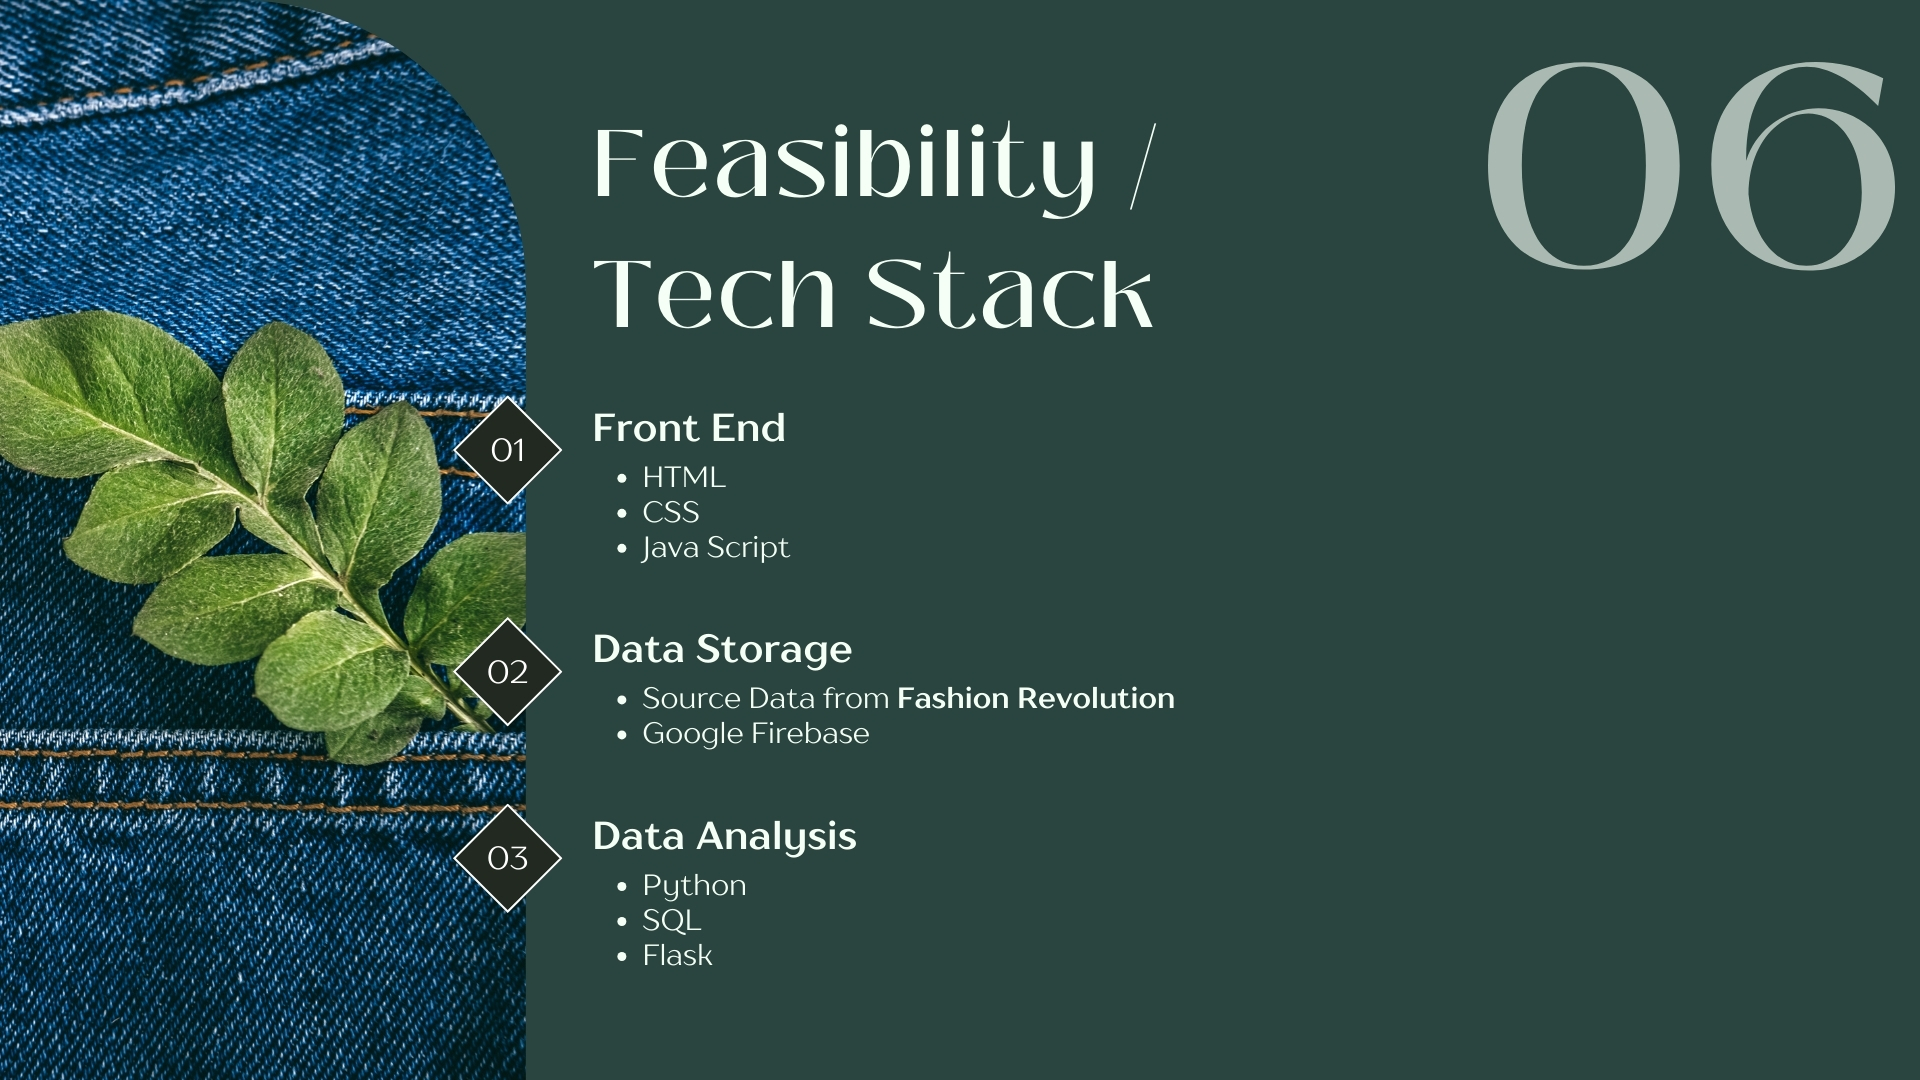 06
Feasibility /
Tech Stack
01
Front End
• HTML
• CSS
• Java Script
02
Data Storage
• Source Data from Fashion Revolution
• Google Firebase
03
Data Analysis
• Python
• SQL
• Flask